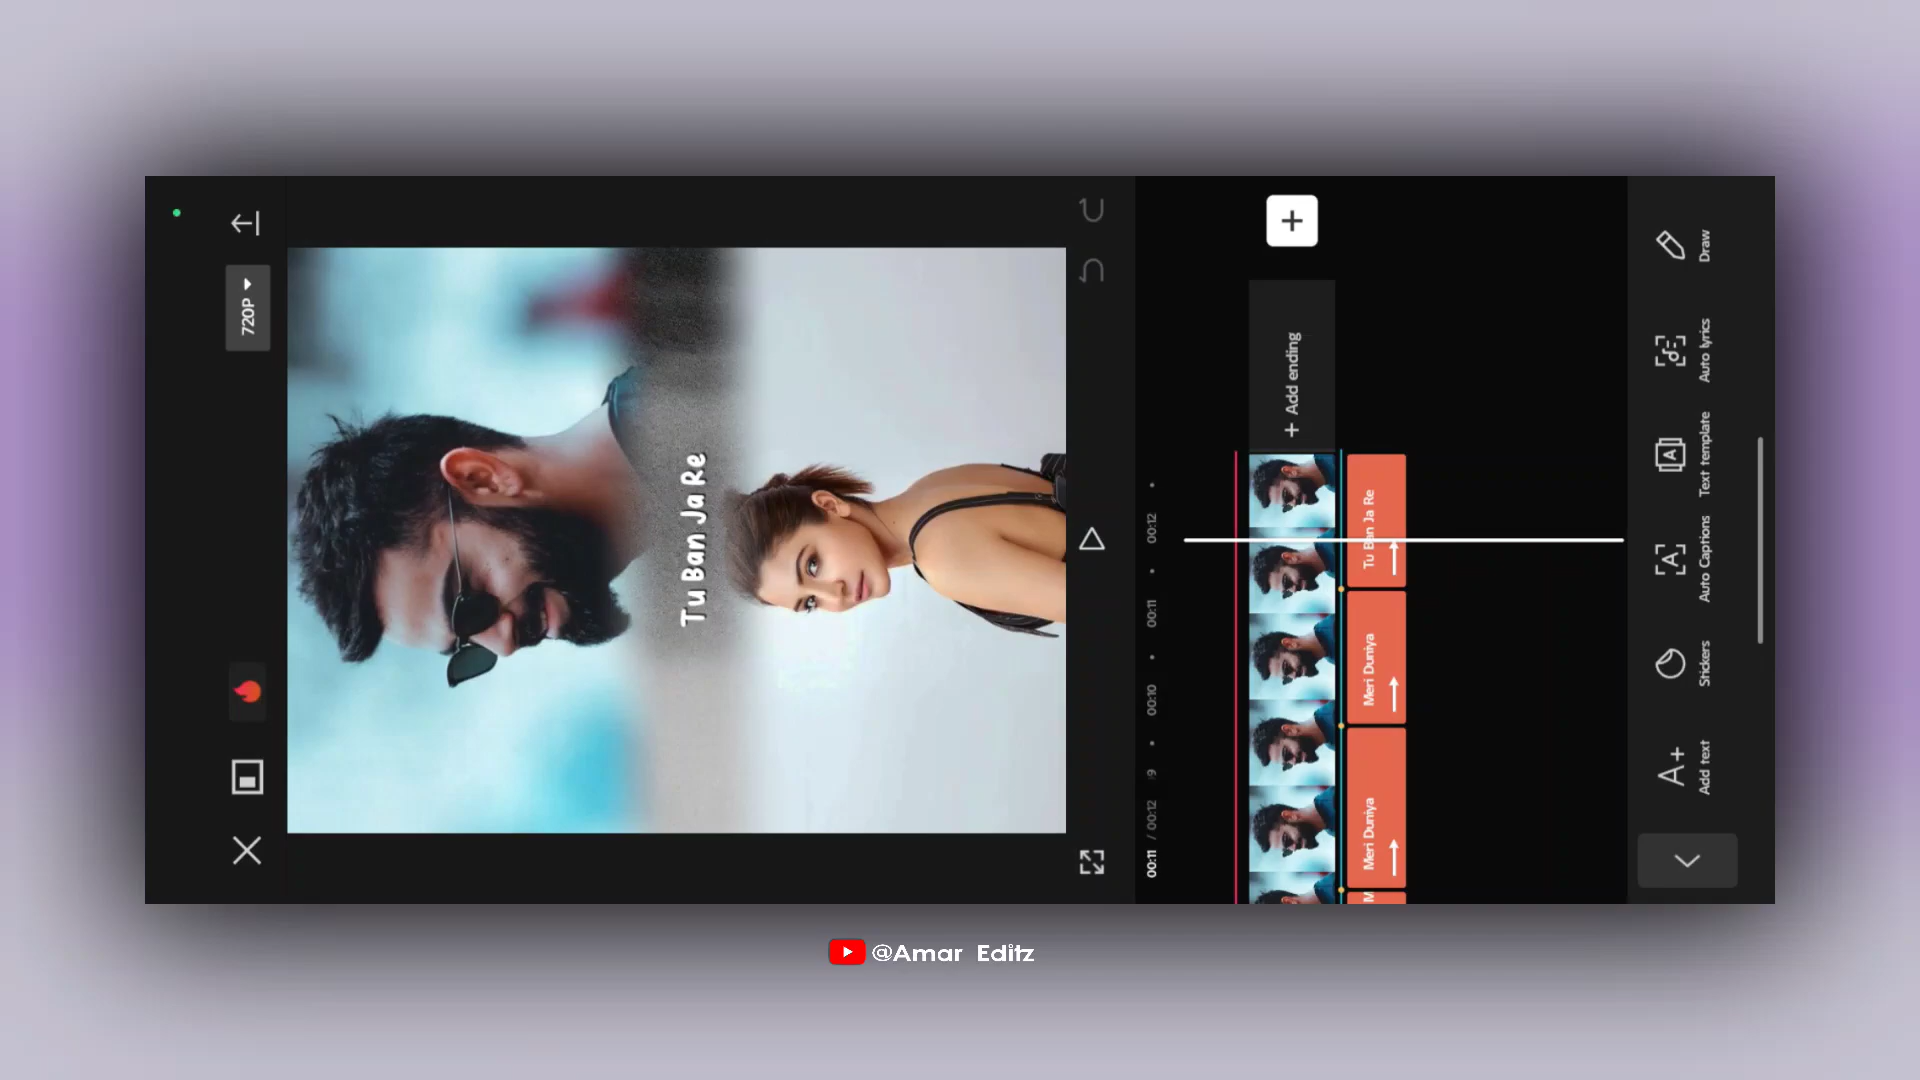 720P
Tu Ban Ja Re
00:11 / 00:12
9
00:10
00:11
00:12
+ Add ending
M
Meri Duniya
Meri Duniya
Tu Ban Ja Re
A+
Add text
Stickers
A
Auto Captions
A
Text template
Auto lyrics
Draw
@Amar Editz